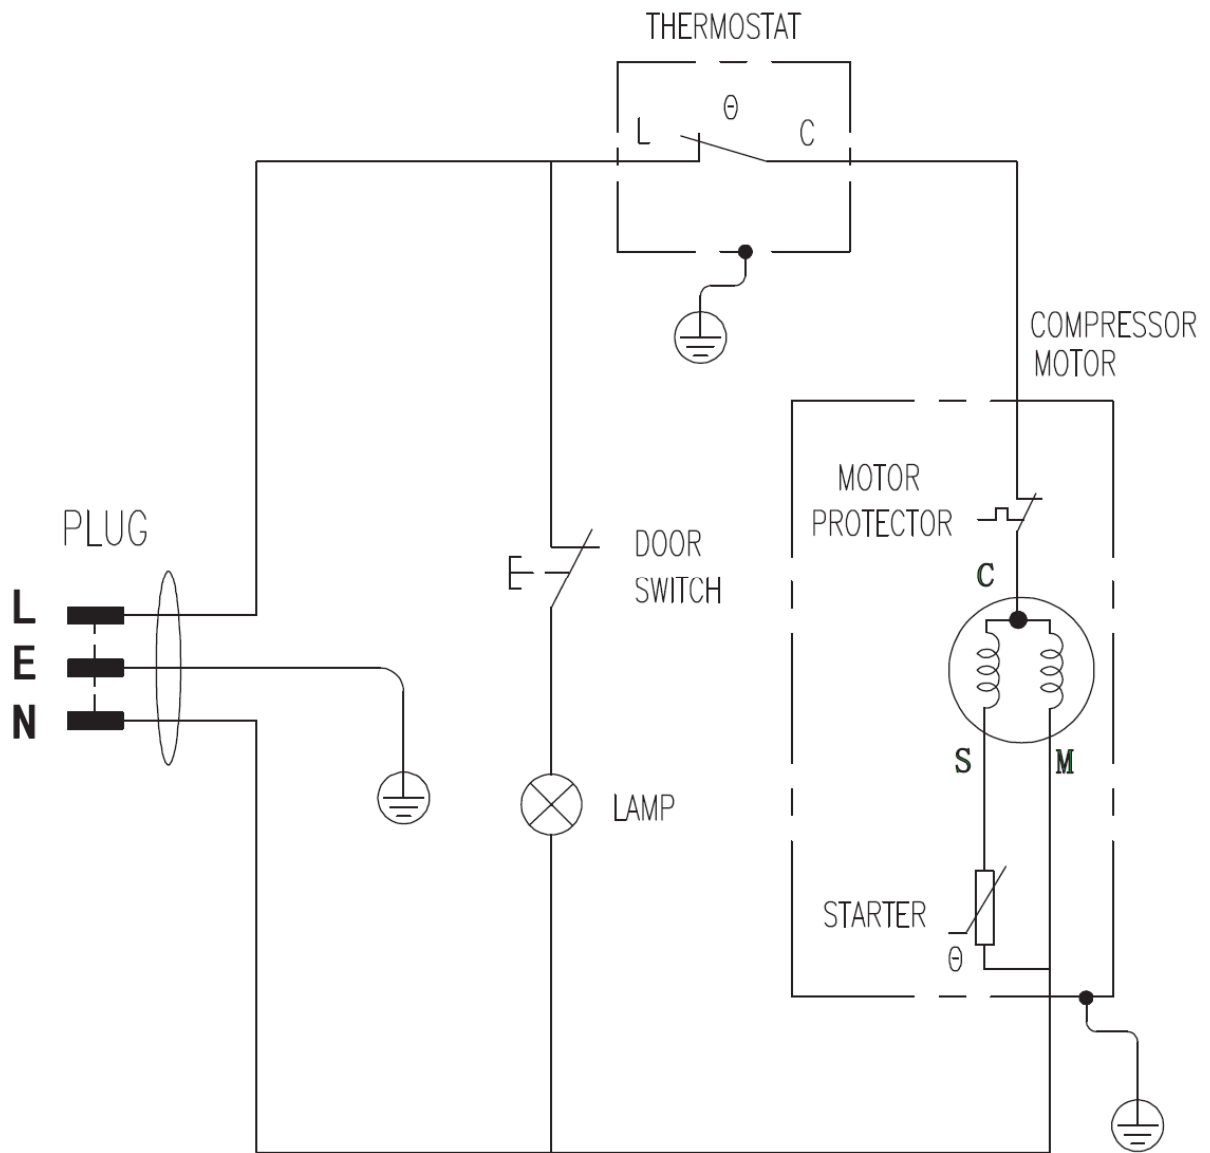 THERMOSTAT
θ
L
C
COMPRESSOR
MOTOR
MOTOR
PROTECTOR
PLUG
DOOR
SWITCH
C
L
E
N
S
M
LAMP
STARTER
θ